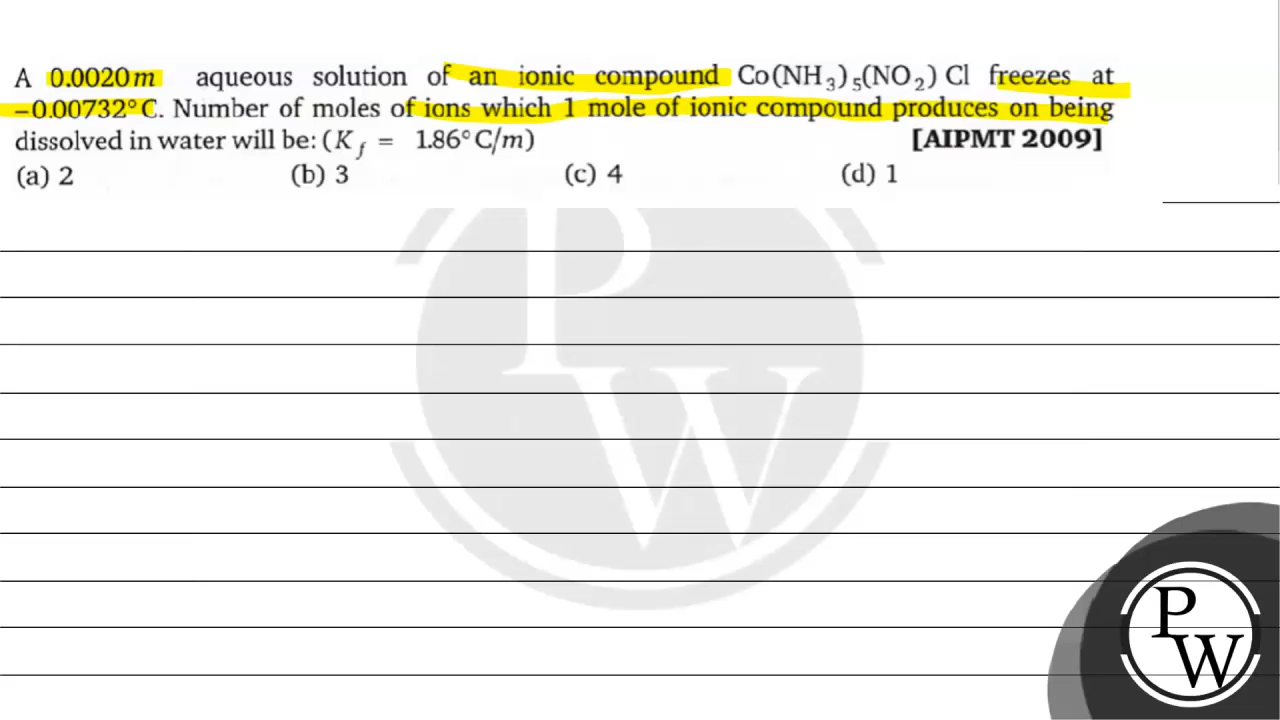 A 0.0020 m aqueous solution of an ionic compound Co(NH₃)₅(NO₂) Cl freezes at
−0.00732° C. Number of moles of ions which 1 mole of ionic compound produces on being
dissolved in water will be: (K_f = 1.86° C/m) [AIPMT 2009]
(a) 2 (b) 3 (c) 4 (d) 1
P
W
P
W